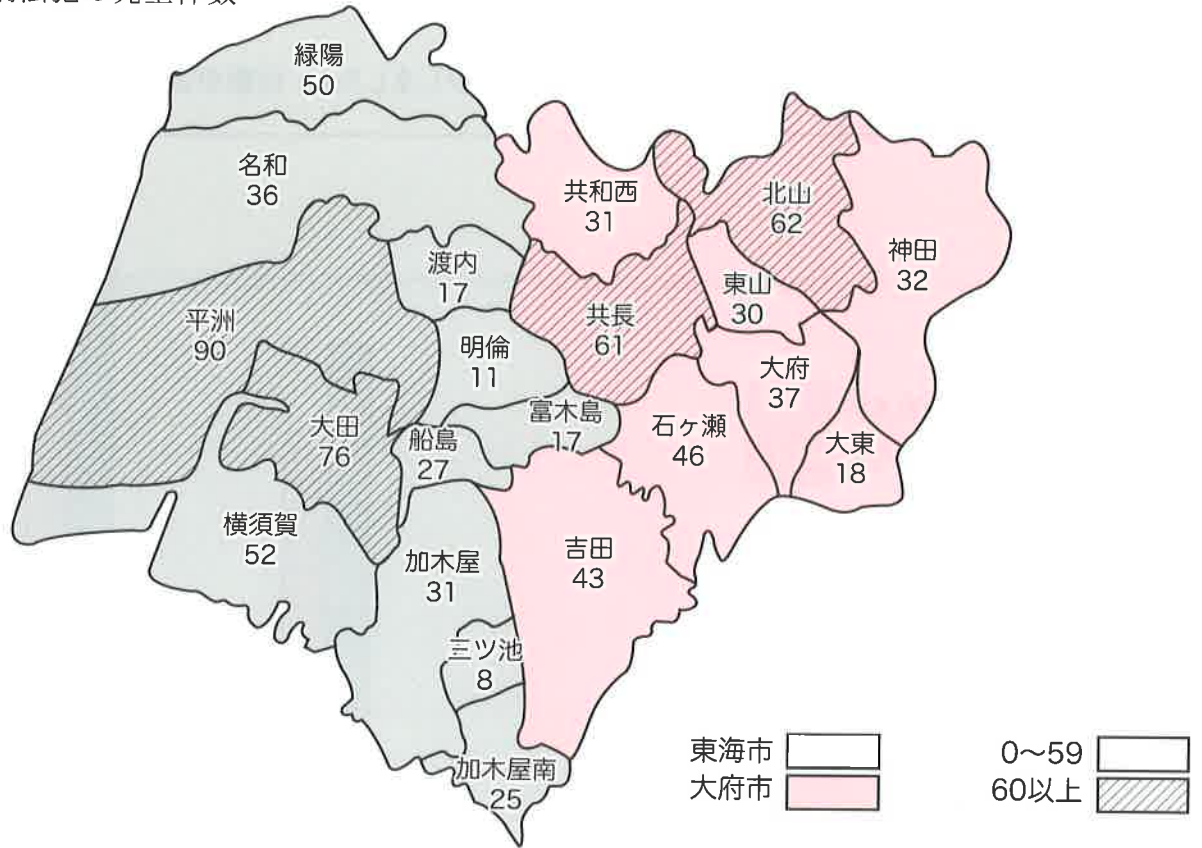 発生件数
緑陽
50
名和
36
共和西
31
北山
62
神田
32
渡内
17
東山
30
平洲
90
共長
61
明倫
11
大府
37
富木島
17
大田
76
船島
27
石ヶ瀬
46
大東
18
横須賀
52
加木屋
31
吉田
43
三ツ池
8
加木屋南
25
東海市
大府市
0～59
60以上